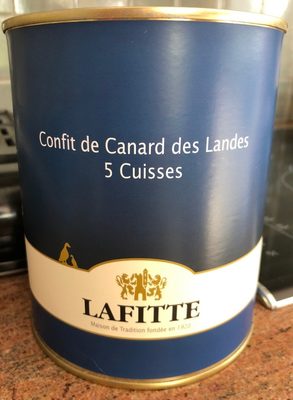 Confit de Canard des Landes
5 Cuisses
LAFITTE
Maison de Tradition fondée en 1920